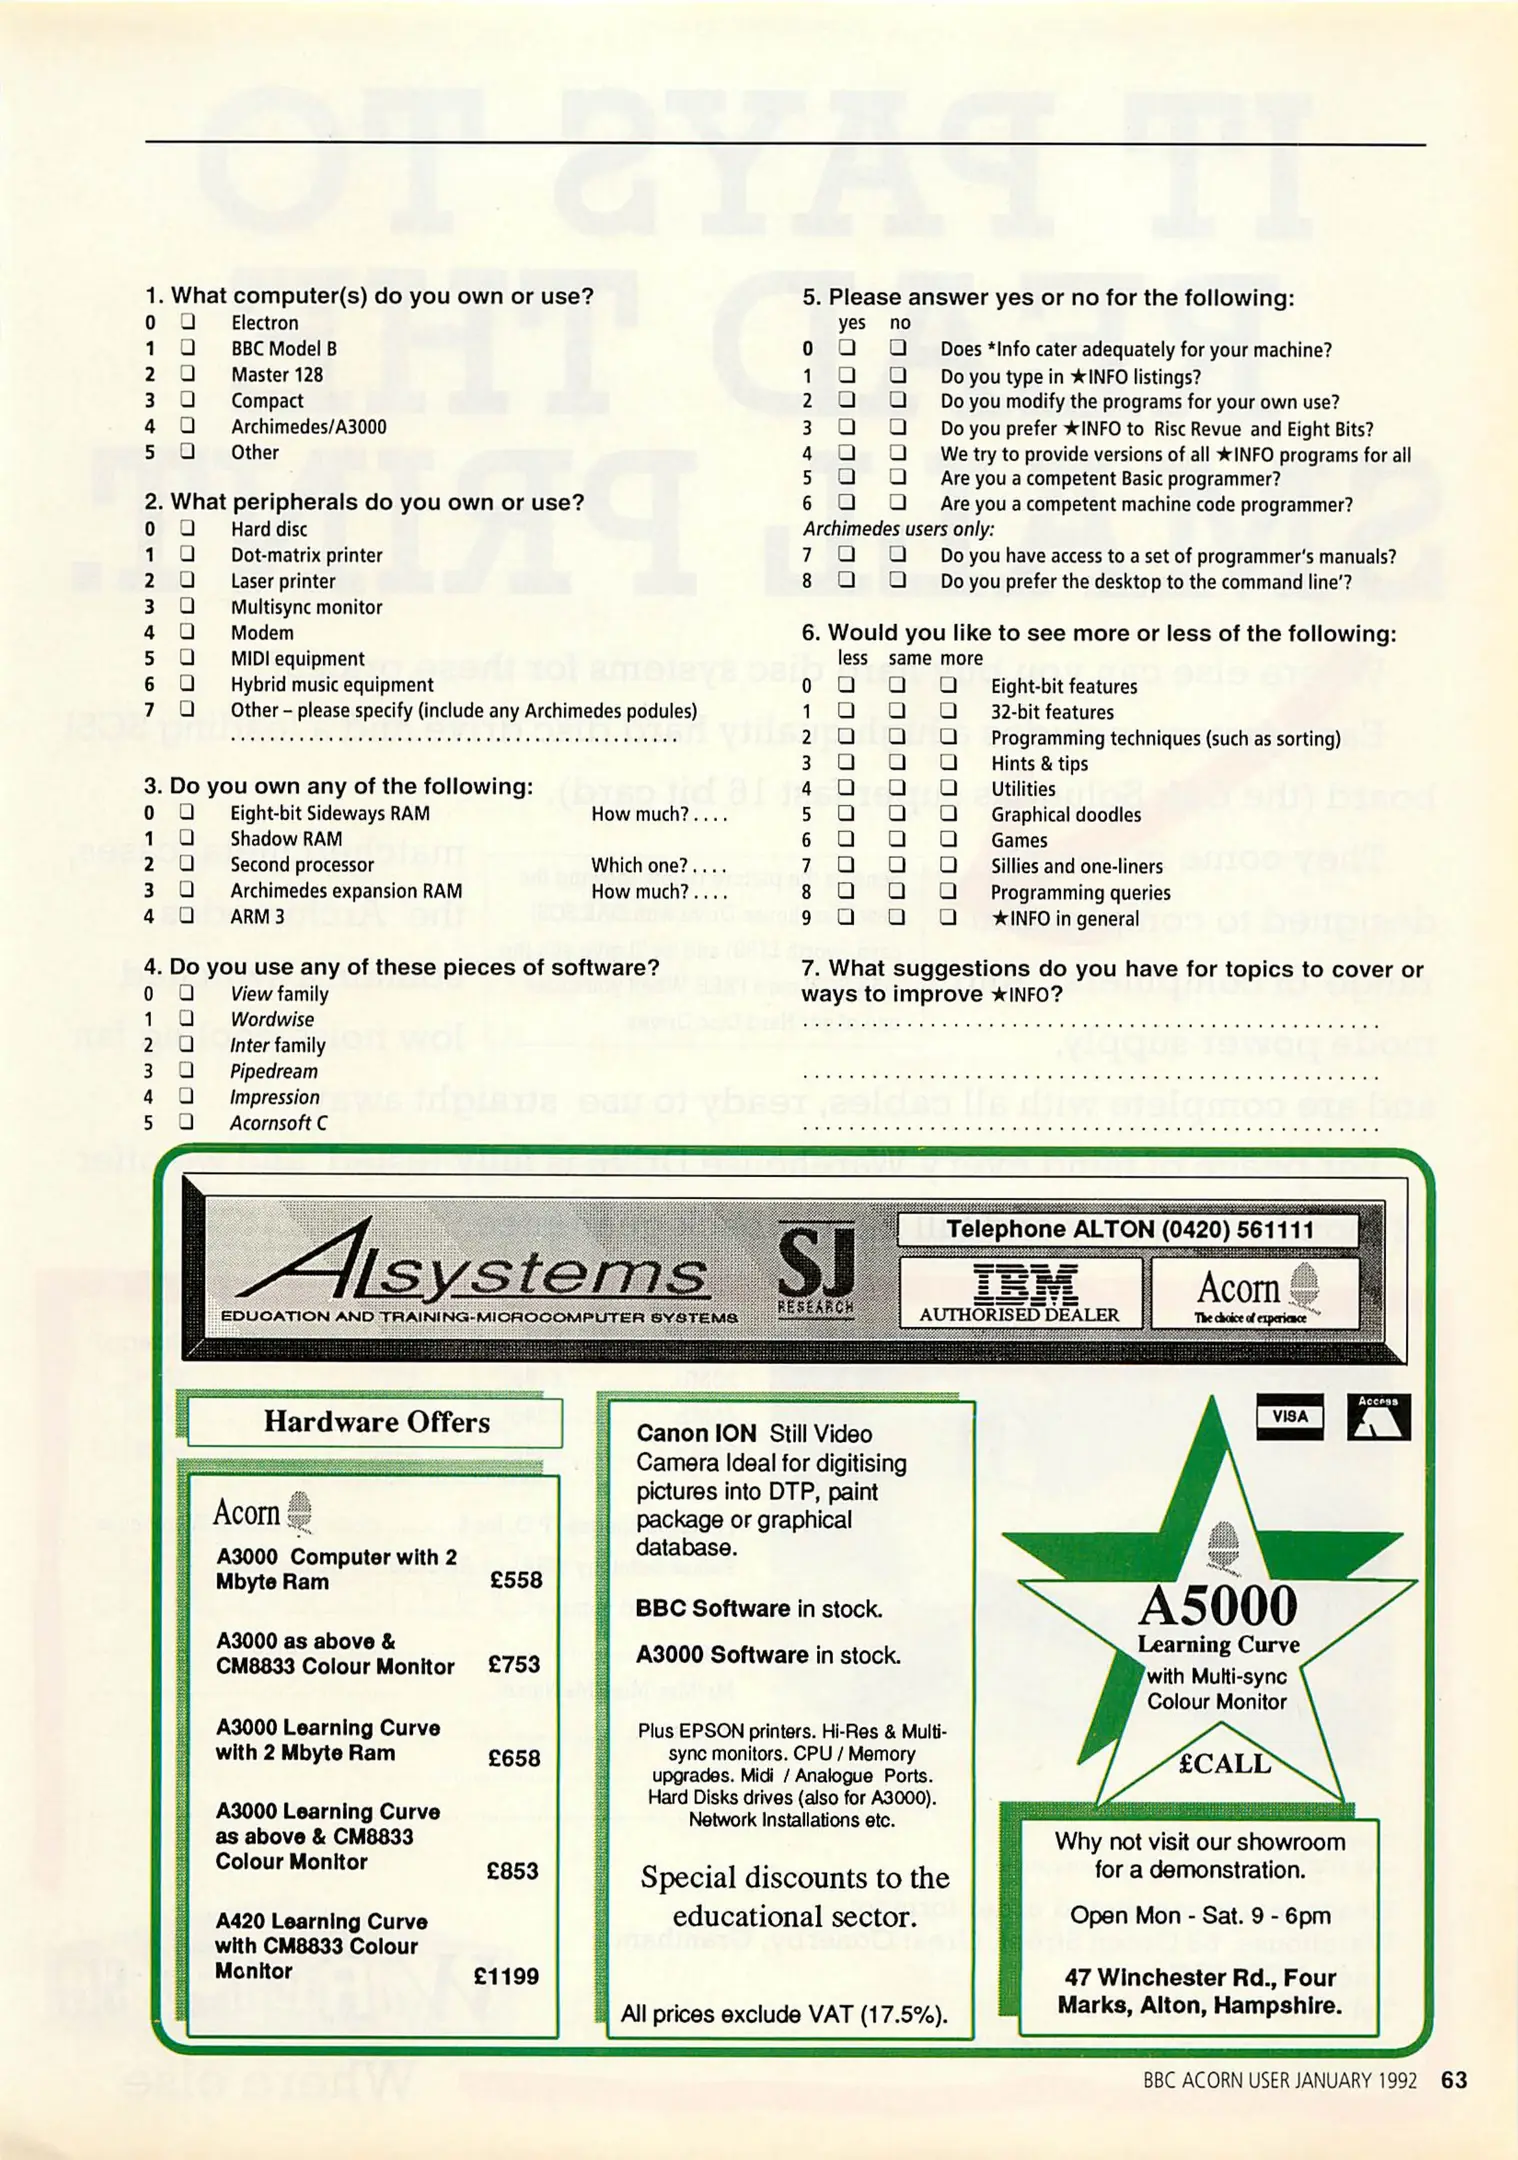 1. What computer(s) do you own or use?
0 Electron
1 BBC Model B
2 Master 128
3 Compact
4 Archimedes/A3000
5 Other
2. What peripherals do you own or use?
0 Hard disc
1 Dot-matrix printer
2 Laser printer
3 Multisync monitor
4 Modem
5 MIDI equipment
6 Hybrid music equipment
7 Other – please specify (include any Archimedes podules)
3. Do you own any of the following:
0 Eight-bit Sideways RAM How much? . . . .
1 Shadow RAM
2 Second processor Which one? . . . .
3 Archimedes expansion RAM How much? . . . .
4 ARM 3
4. Do you use any of these pieces of software?
0 View family
1 Wordwise
2 Inter family
3 Pipedream
4 Impression
5 Acornsoft C
5. Please answer yes or no for the following:
yes no
0 Does *Info cater adequately for your machine?
1 Do you type in ★INFO listings?
2 Do you modify the programs for your own use?
3 Do you prefer ★INFO to Risc Revue and Eight Bits?
4 We try to provide versions of all ★INFO programs for all
5 Are you a competent Basic programmer?
6 Are you a competent machine code programmer?
Archimedes users only:
7 Do you have access to a set of programmer's manuals?
8 Do you prefer the desktop to the command line'?
6. Would you like to see more or less of the following:
less same more
0 Eight-bit features
1 32-bit features
2 Programming techniques (such as sorting)
3 Hints & tips
4 Utilities
5 Graphical doodles
6 Games
7 Sillies and one-liners
8 Programming queries
9 ★INFO in general
7. What suggestions do you have for topics to cover or
ways to improve ★INFO?
Alsystems
EDUCATION AND TRAINING-MICROCOMPUTER SYSTEMS
SJ
RESEARCH
Telephone ALTON (0420) 561111
IBM
AUTHORISED DEALER
Acorn
The choice of experience
Hardware Offers
Acorn
A3000 Computer with 2
Mbyte Ram £558
A3000 as above &
CM8833 Colour Monitor £753
A3000 Learning Curve
with 2 Mbyte Ram £658
A3000 Learning Curve
as above & CM8833
Colour Monitor £853
A420 Learning Curve
with CM8833 Colour
Monitor £1199
Canon ION Still Video
Camera Ideal for digitising
pictures into DTP, paint
package or graphical
database.
BBC Software in stock.
A3000 Software in stock.
Plus EPSON printers. Hi-Res & Multi-
sync monitors. CPU / Memory
upgrades. Midi / Analogue Ports.
Hard Disks drives (also for A3000).
Network Installations etc.
Special discounts to the
educational sector.
All prices exclude VAT (17.5%).
VISA
Access
A5000
Learning Curve
with Multi-sync
Colour Monitor
£CALL
Why not visit our showroom
for a demonstration.
Open Mon - Sat. 9 - 6pm
47 Winchester Rd., Four
Marks, Alton, Hampshire.
BBC ACORN USER JANUARY 1992 63